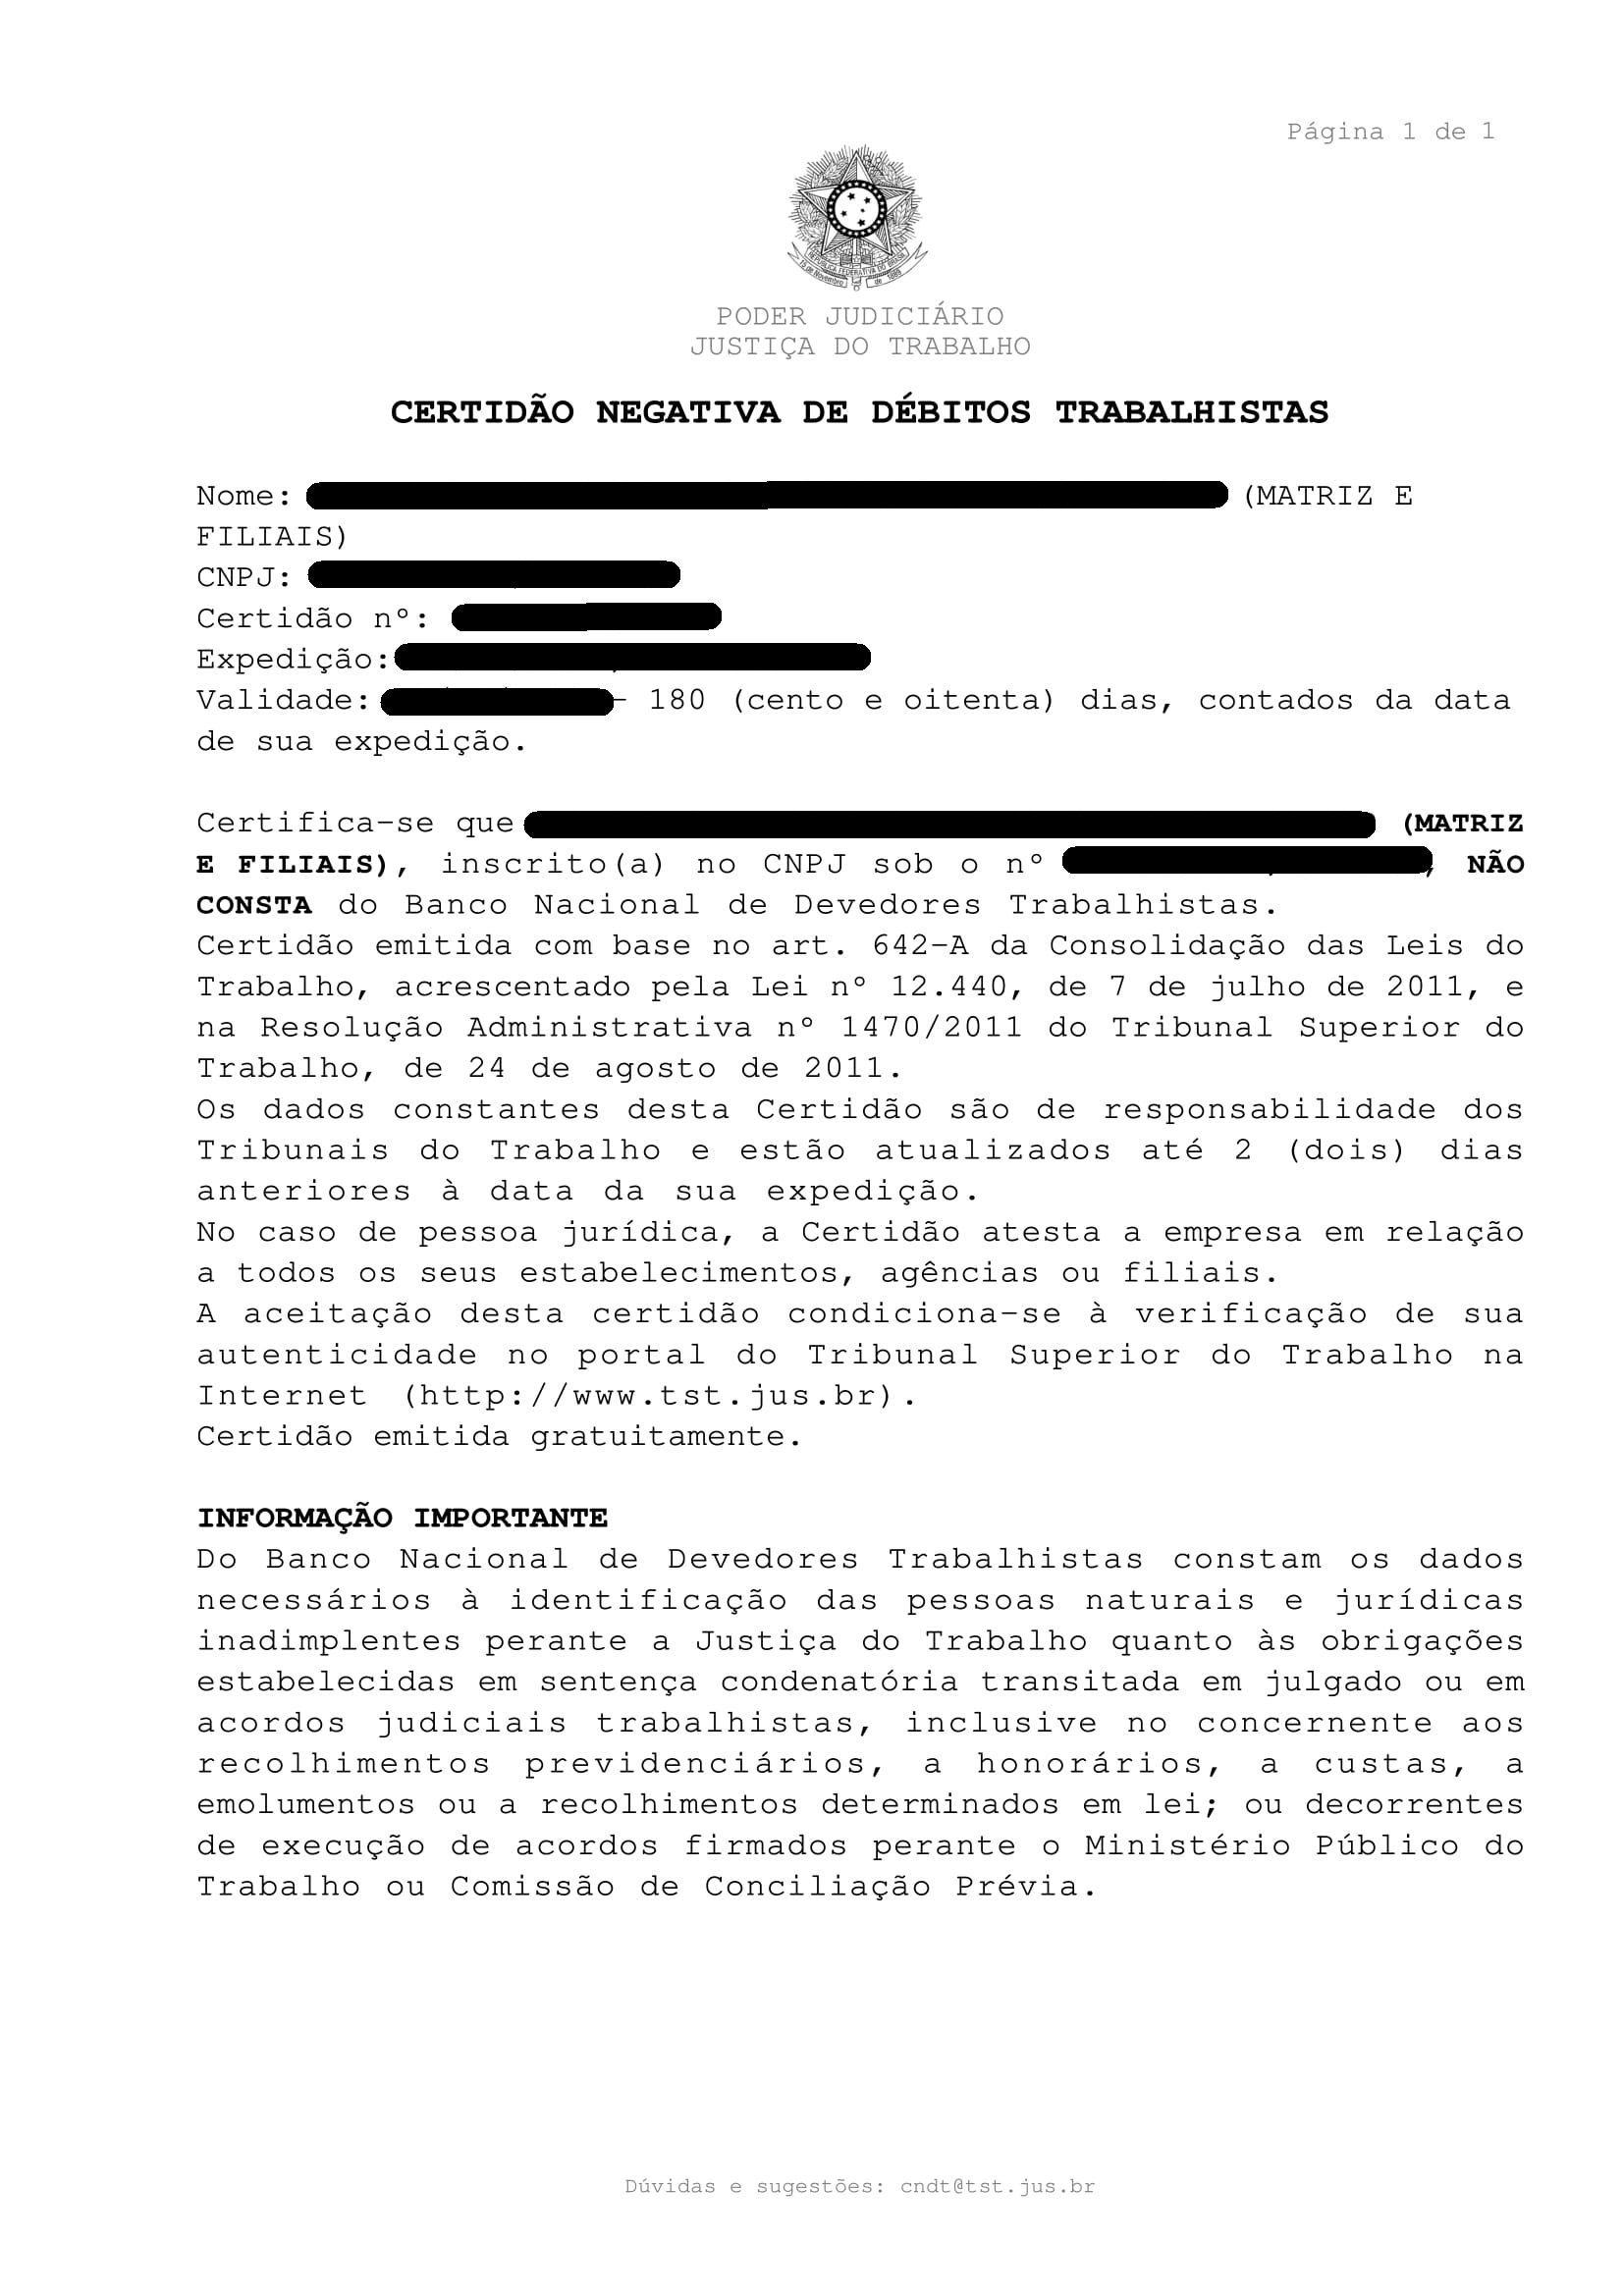 Página 1 de 1
REPÚBLICA FEDERATIVA DO BRASIL
15 de Novembro de 1889
PODER JUDICIÁRIO
JUSTIÇA DO TRABALHO
CERTIDÃO NEGATIVA DE DÉBITOS TRABALHISTAS
Nome: (MATRIZ E
FILIAIS)
CNPJ:
Certidão nº:
Expedição:
Validade: - 180 (cento e oitenta) dias, contados da data
de sua expedição.
Certifica-se que (MATRIZ
E FILIAIS), inscrito(a) no CNPJ sob o nº , NÃO
CONSTA do Banco Nacional de Devedores Trabalhistas.
Certidão emitida com base no art. 642-A da Consolidação das Leis do
Trabalho, acrescentado pela Lei nº 12.440, de 7 de julho de 2011, e
na Resolução Administrativa nº 1470/2011 do Tribunal Superior do
Trabalho, de 24 de agosto de 2011.
Os dados constantes desta Certidão são de responsabilidade dos
Tribunais do Trabalho e estão atualizados até 2 (dois) dias
anteriores à data da sua expedição.
No caso de pessoa jurídica, a Certidão atesta a empresa em relação
a todos os seus estabelecimentos, agências ou filiais.
A aceitação desta certidão condiciona-se à verificação de sua
autenticidade no portal do Tribunal Superior do Trabalho na
Internet (http://www.tst.jus.br).
Certidão emitida gratuitamente.
INFORMAÇÃO IMPORTANTE
Do Banco Nacional de Devedores Trabalhistas constam os dados
necessários à identificação das pessoas naturais e jurídicas
inadimplentes perante a Justiça do Trabalho quanto às obrigações
estabelecidas em sentença condenatória transitada em julgado ou em
acordos judiciais trabalhistas, inclusive no concernente aos
recolhimentos previdenciários, a honorários, a custas, a
emolumentos ou a recolhimentos determinados em lei; ou decorrentes
de execução de acordos firmados perante o Ministério Público do
Trabalho ou Comissão de Conciliação Prévia.
Dúvidas e sugestões: cndt@tst.jus.br